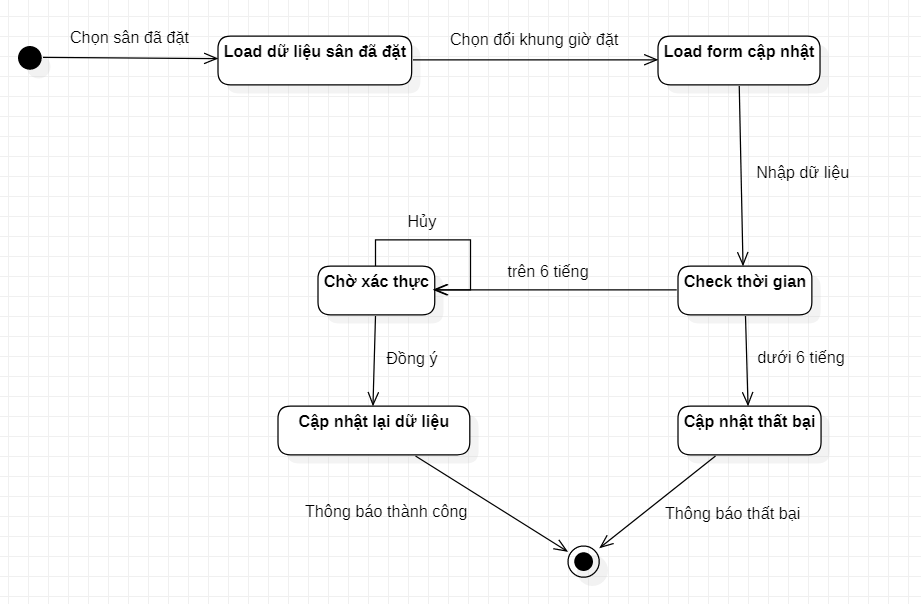 Chọn sân đã đặt
Load dữ liệu sân đã đặt
Chọn đổi khung giờ đặt
Load form cập nhật
Nhập dữ liệu
Hủy
Chờ xác thực
trên 6 tiếng
Check thời gian
Đồng ý
dưới 6 tiếng
Cập nhật lại dữ liệu
Cập nhật thất bại
Thông báo thành công
Thông báo thất bại